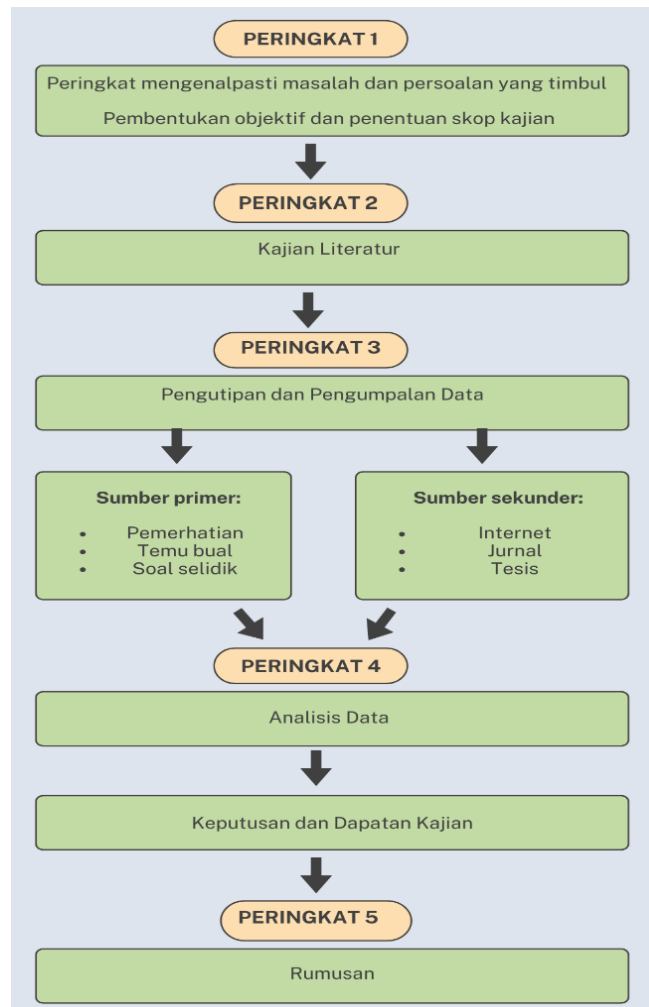 PERINGKAT 1
Peringkat mengenalpasti masalah dan persoalan yang timbul
Pembentukan objektif dan penentuan skop kajian
PERINGKAT 2
Kajian Literatur
PERINGKAT 3
Pengutipan dan Pengumpalan Data
Sumber primer:
• Pemerhatian
• Temu bual
• Soal selidik
Sumber sekunder:
• Internet
• Jurnal
• Tesis
PERINGKAT 4
Analisis Data
Keputusan dan Dapatan Kajian
PERINGKAT 5
Rumusan